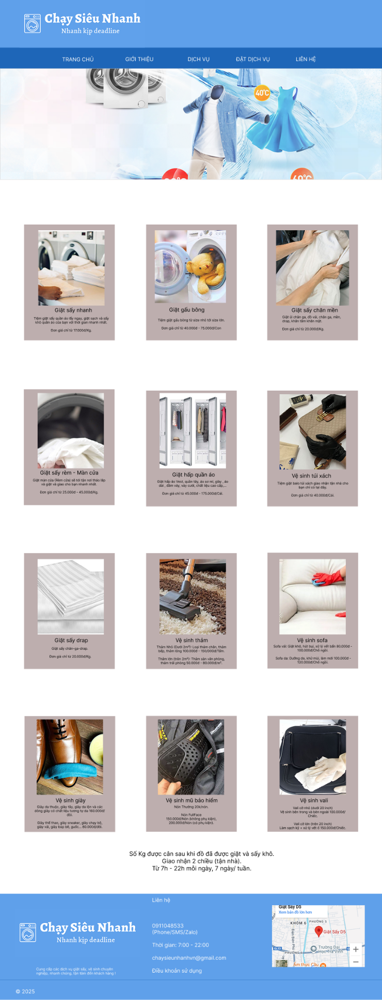 Chạy Siêu Nhanh
Nhanh kịp deadline
TRANG CHỦ
GIỚI THIỆU
DỊCH VỤ
ĐẶT DỊCH VỤ
LIÊN HỆ
40°C
60°C
Giặt sấy nhanh
Tiệm giặt sấy quần áo lấy ngay, giặt sạch và sấy
khô quần áo của bạn với thời gian nhanh nhất.
Đơn giá chỉ từ 17.000đ/Kg.
Giặt gấu bông
Tiệm giặt gấu bông từ size nhỏ tới size lớn.
Đơn giá chỉ từ 40.000đ - 75.000đ/Con
Giặt sấy chăn mền
Giặt ủi chăn ga, đồ vải, chăn ga, mền,
drap, khăn tắm khăn mặt.
Đơn giá chỉ từ 20.000đ/Kg.
Giặt sấy rèm - Màn cửa
Giặt màn cửa (Rèm cửa) sẽ tới tận nơi tháo lắp
và giặt và giao cho bạn nhanh nhất.
Đơn giá chỉ từ 25.000đ - 45.000đ/Kg.
Giặt hấp quần áo
Giặt hấp áo Vest, quần tây, áo sơ mi, giày , áo
dài , đầm váy, váy cưới, chất liệu cao cấp,...
Đơn giá chỉ từ 45.000đ - 175.000đ/Cái.
Vệ sinh túi xách
Tiệm giặt balo túi xách giao nhận tận nhà cho
bạn chỉ có tại đây.
Đơn giá chỉ từ 40.000đ/Cái.
Giặt sấy drap
Giặt sấy chăn-ga-drap.
Đơn giá chỉ từ 20.000đ/Kg.
Vệ sinh thảm
Thảm Nhỏ (Dưới 2m²): Loại thảm chân, thảm
bếp, thảm lông 100.000đ - 150/000đ/Tấm.
Thảm lớn (trên 2m²): Thảm sàn văn phòng,
thảm trải phòng 50.000đ - 80.000đ/m².
Vệ sinh sofa
Sofa vải: Giặt khô, hút bụi, xử lý vết bẩn 80.000đ -
100.000đ/Chỗ ngồi.
Sofa da: Dưỡng da, khử mùi, làm mới 100.000đ -
120.000đ/Chỗ ngồi.
Vệ sinh giày
Giày da thuộc, giày tây, giày da lộn và các
dòng giày có chất liệu tương tự da 160.000đ/
đôi.
Giày thể thao, giày sneaker, giày chạy bộ,
giày vải, giày búp bê, guốc... 80.000đ/đôi.
Vệ sinh mũ bảo hiểm
Nón Thường 20k/nón.
Nón FullFace
150.000đ/Nón (không phụ kiện),
200.000đ/Nón (có phụ kiện).
Vệ sinh vali
Vali cỡ nhỏ (dưới 20 inch)
Vệ sinh bên trong và bên ngoài 100.000đ/
Chiếc.
Vali cỡ lớn (trên 20 inch)
Làm sạch kỹ + xử lý vết ố 150.000đ/Chiếc.
Số Kg được cân sau khi đồ đã được giặt và sấy khô.
Giao nhận 2 chiều (tận nhà).
Từ 7h - 22h mỗi ngày, 7 ngày/ tuần.
Chạy Siêu Nhanh
Nhanh kịp deadline
Cung cấp các dịch vụ giặt sấy, vệ sinh chuyên
nghiệp, nhanh chóng, tận tâm đến khách hàng !
Liên hệ
0911048533
(Phone/SMS/Zalo)
Thời gian: 7:00 - 22:00
chaysieunhanhvn@gmail.com
Điều khoản sử dụng
Giặt Sấy D5
Xem bản đồ lớn hơn
KHÓM 6
PHƯỜNG 5
Giặt Sấy D5
Điện Biên Phủ
QL53
PHƯỜNG 6
Trường Đại
Học Trà Vinh
Ẩm thực Cầu
© 2025